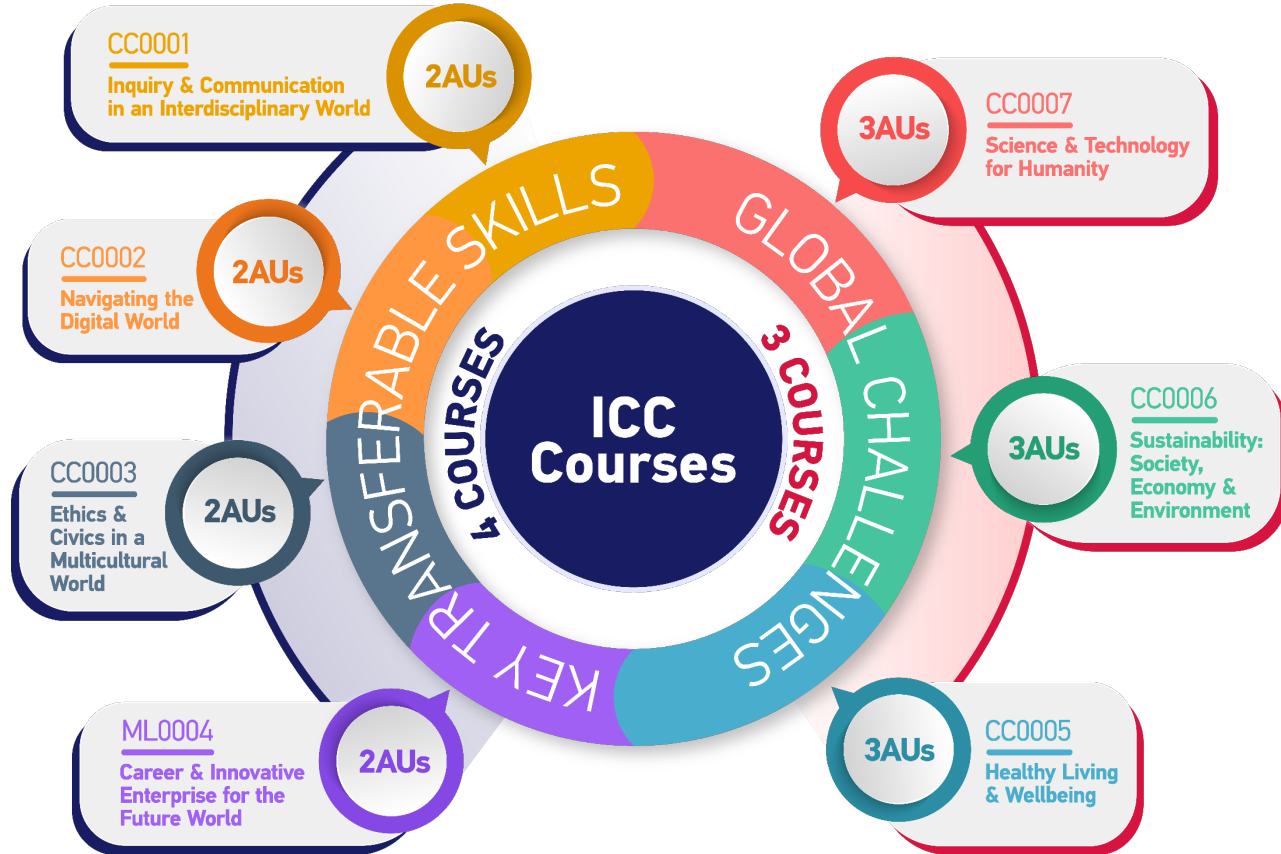 CC0001
Inquiry & Communication
in an Interdisciplinary World
2AUs
CC0002
Navigating the
Digital World
2AUs
CC0003
Ethics &
Civics in a
Multicultural
World
2AUs
ML0004
Career & Innovative
Enterprise for the
Future World
2AUs
KEY TRANSFERABLE SKILLS
4 COURSES
ICC
Courses
3 COURSES
GLOBAL CHALLENGES
3AUs
CC0007
Science & Technology
for Humanity
3AUs
CC0006
Sustainability:
Society,
Economy &
Environment
3AUs
CC0005
Healthy Living
& Wellbeing